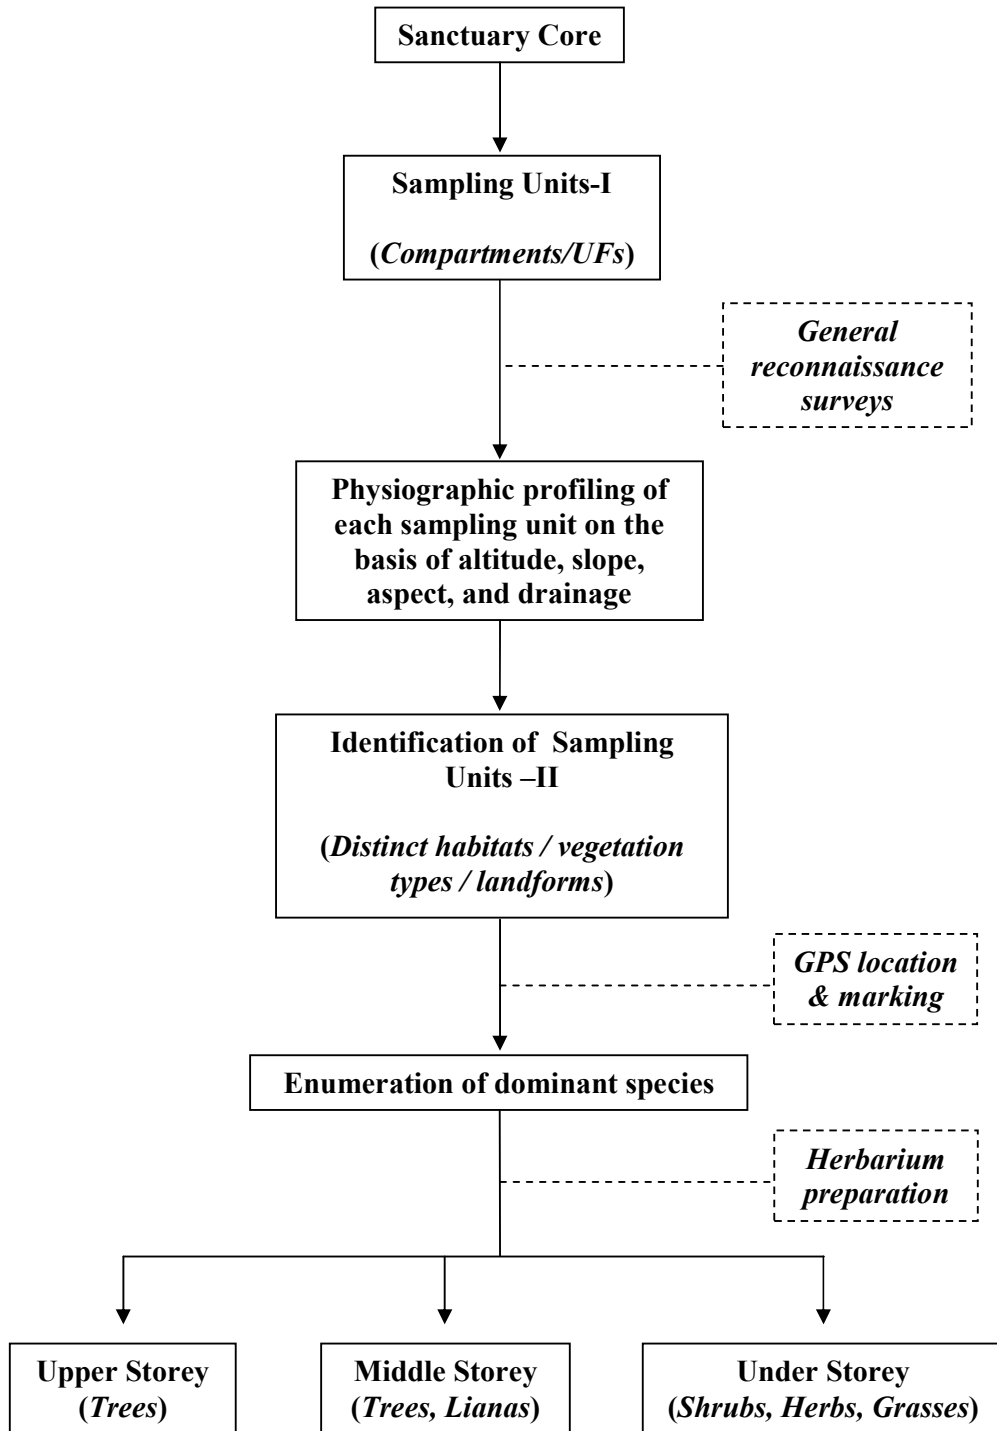 Sanctuary Core
Sampling Units-I
(Compartments/UFs)
General
reconnaissance
surveys
Physiographic profiling of
each sampling unit on the
basis of altitude, slope,
aspect, and drainage
Identification of Sampling
Units –II
(Distinct habitats / vegetation
types / landforms)
GPS location
& marking
Enumeration of dominant species
Herbarium
preparation
Upper Storey
(Trees)
Middle Storey
(Trees, Lianas)
Under Storey
(Shrubs, Herbs, Grasses)